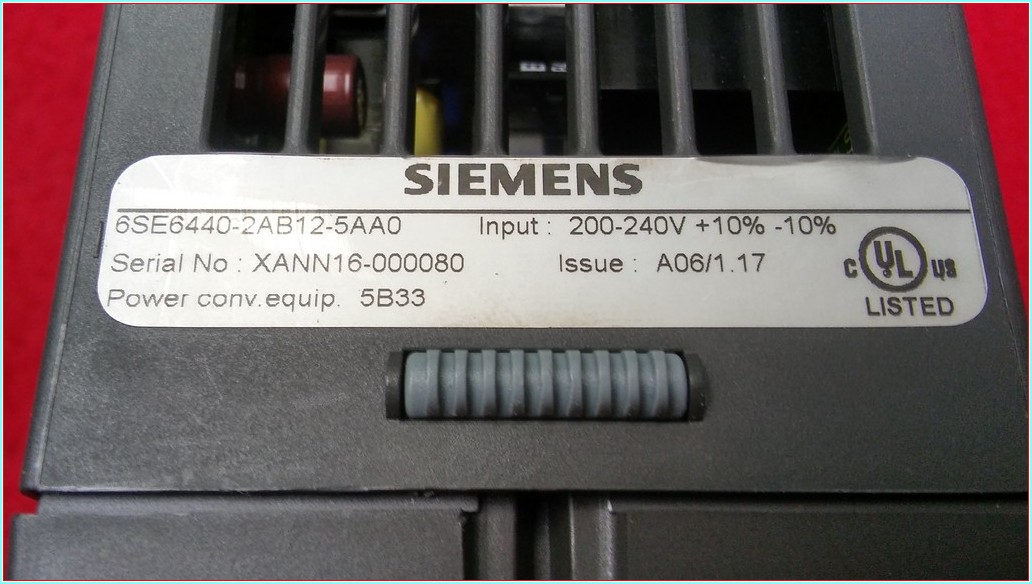 SIEMENS
6SE6440-2AB12-5AA0 Input : 200-240V +10% -10%
Serial No : XANN16-000080 Issue : A06/1.17
Power conv.equip. 5B33
C UL US
LISTED